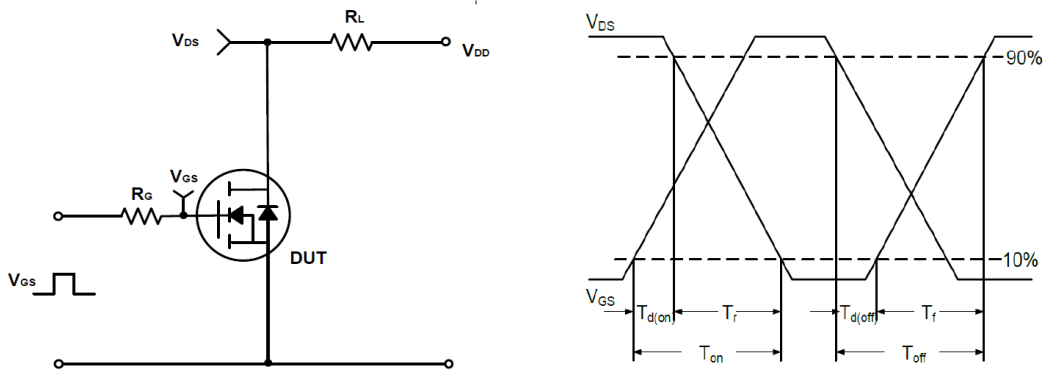 RL
VDS
VDD
VGS
RG
DUT
VGS
VDS
90%
10%
VGS
Td(on)
Tr
Td(off)
Tf
Ton
Toff